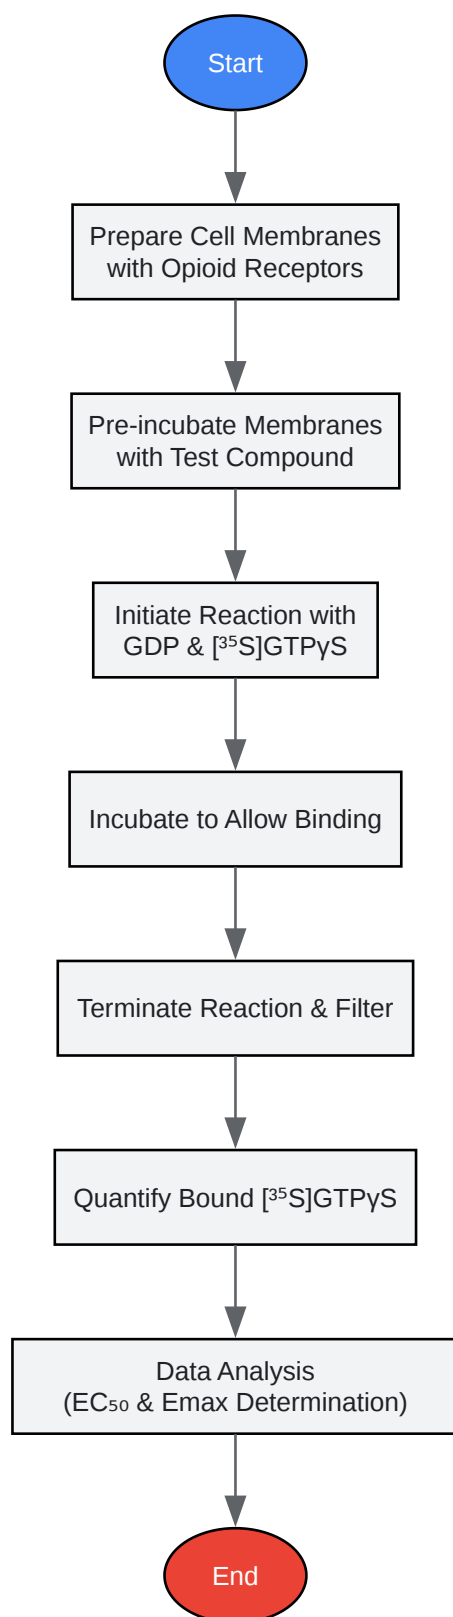 Start
Prepare Cell Membranes
with Opioid Receptors
Pre-incubate Membranes
with Test Compound
Initiate Reaction with
GDP & [³⁵S]GTPγS
Incubate to Allow Binding
Terminate Reaction & Filter
Quantify Bound [³⁵S]GTPγS
Data Analysis
(EC₅₀ & Emax Determination)
End